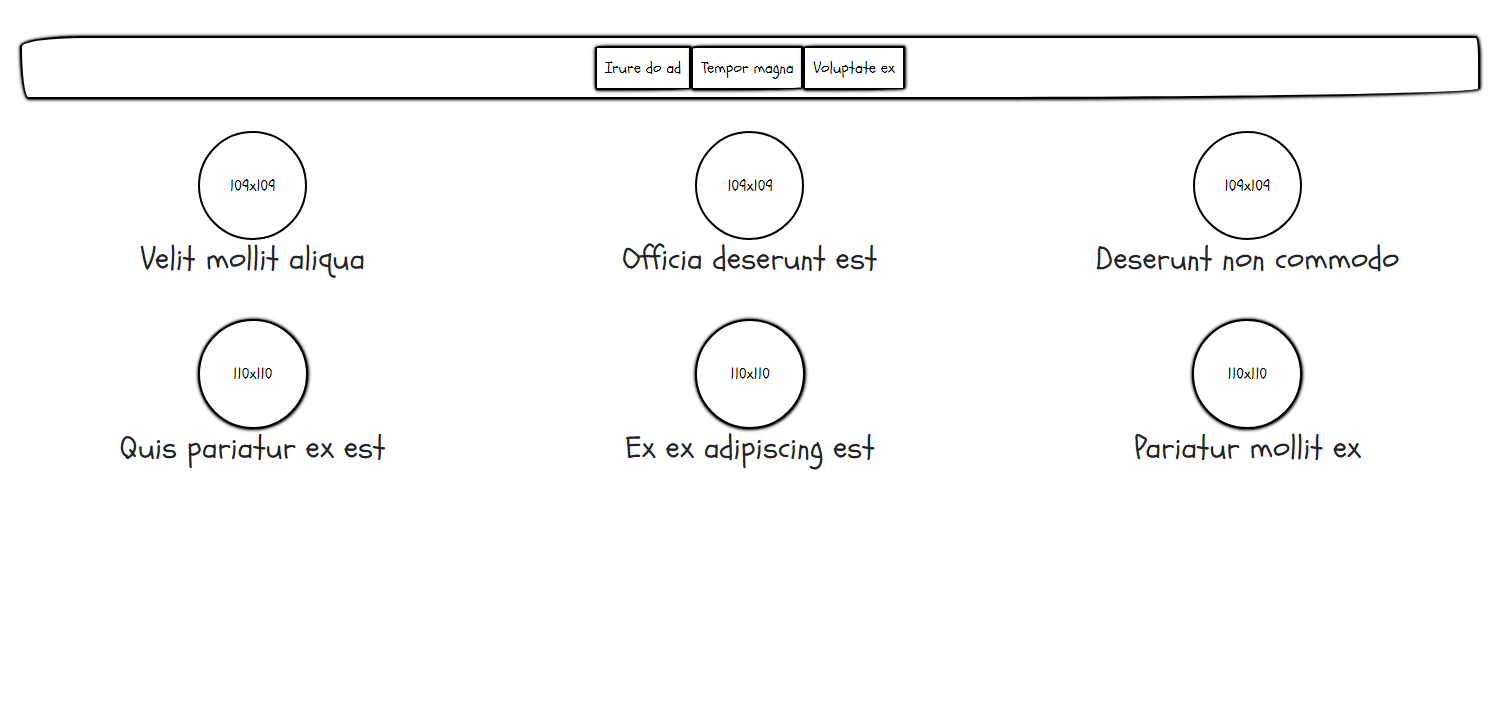 Irure do ad Tempor magna Voluptate ex
109x109 109x109 109x109
Velit mollit aliqua Officia deserunt est Deserunt non commodo
110x110 110x110 110x110
Quis pariatur ex est Ex ex adipiscing est Pariatur mollit ex